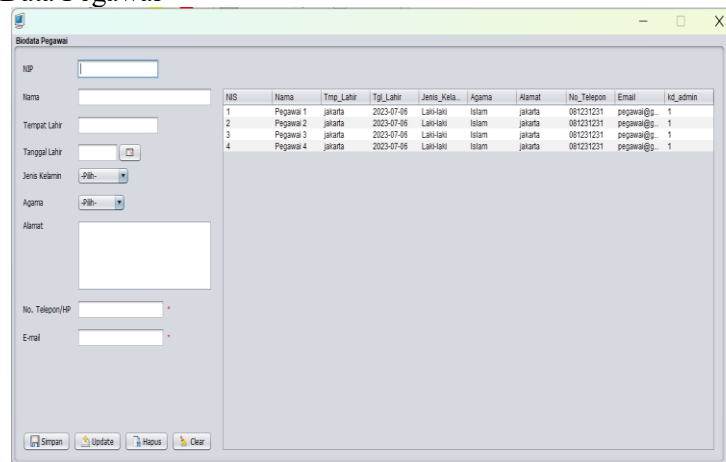 Data Pegawai
Biodata Pegawai
NIP
Nama
Tempat Lahir
Tanggal Lahir
Jenis Kelamin -Pilih-
Agama -Pilih-
Alamat
No. Telepon/HP *
E-mail *
Simpan Update Hapus Clear
NIS Nama Tmp_Lahir Tgl_Lahir Jenis_Kela... Agama Alamat No_Telepon Email kd_admin
1 Pegawai 1 jakarta 2023-07-06 Laki-laki Islam jakarta 081231231 pegawai@g... 1
2 Pegawai 2 jakarta 2023-07-06 Laki-laki Islam jakarta 081231231 pegawai@g... 1
3 Pegawai 3 jakarta 2023-07-06 Laki-laki Islam jakarta 081231231 pegawai@g... 1
4 Pegawai 4 jakarta 2023-07-06 Laki-laki Islam jakarta 081231231 pegawai@g... 1